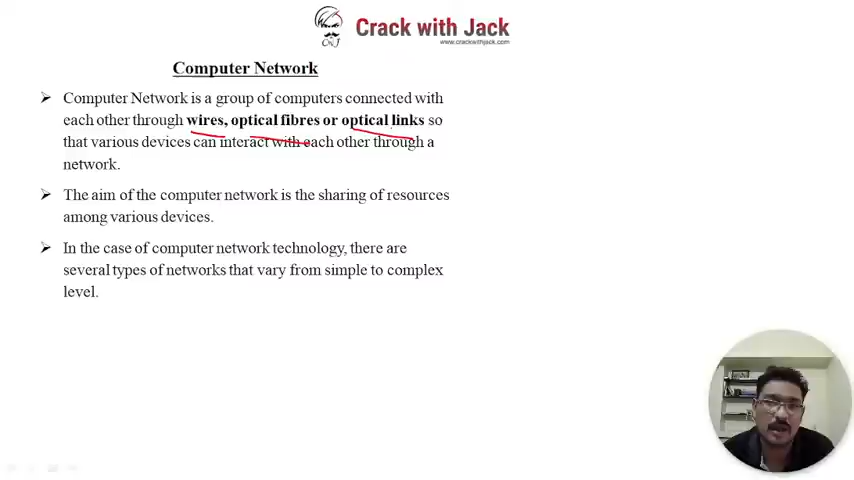 Crack with Jack
www.crackwithjack.com
CWJ
Computer Network
➢ Computer Network is a group of computers connected with
each other through wires, optical fibres or optical links so
that various devices can interact with each other through a
network.
➢ The aim of the computer network is the sharing of resources
among various devices.
➢ In the case of computer network technology, there are
several types of networks that vary from simple to complex
level.